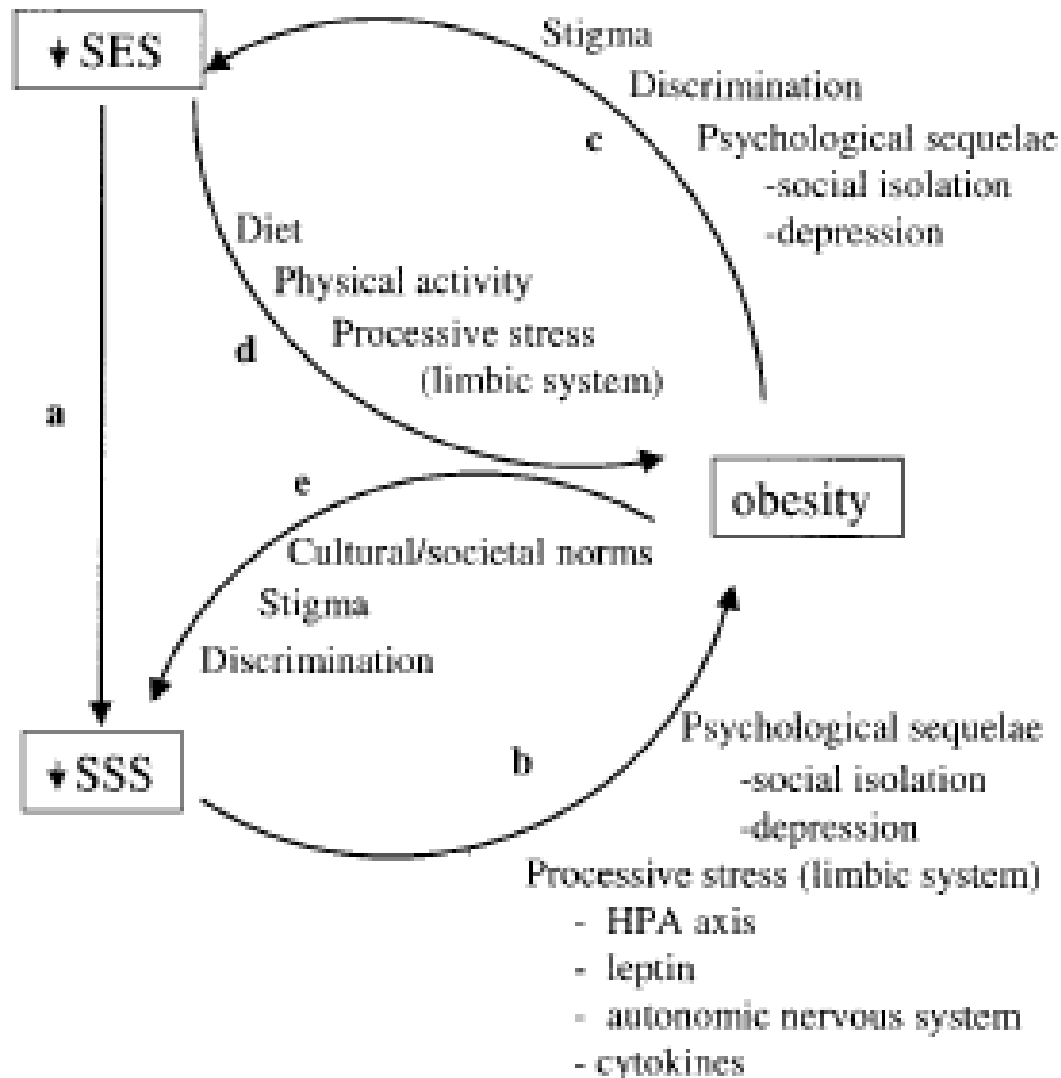 ↓ SES
Stigma
Discrimination
c
Psychological sequelae
-social isolation
-depression
Diet
Physical activity
Processive stress
(limbic system)
d
a
obesity
e
Cultural/societal norms
Stigma
Discrimination
↓ SSS
b
Psychological sequelae
-social isolation
-depression
Processive stress (limbic system)
- HPA axis
- leptin
- autonomic nervous system
- cytokines